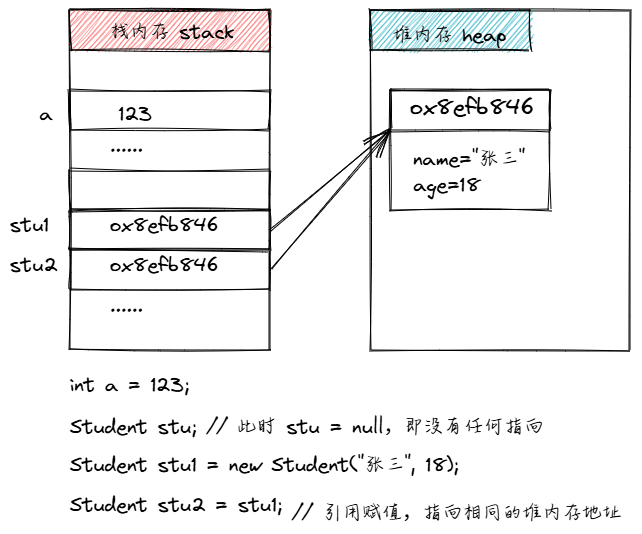 栈内存 stack
堆内存 heap
a
123
0x8efb846
......
name="张三"
age=18
stu1
0x8efb846
stu2
0x8efb846
......
int a = 123;
Student stu; // 此时 stu = null，即没有任何指向
Student stu1 = new Student("张三", 18);
Student stu2 = stu1; // 引用赋值，指向相同的堆内存地址